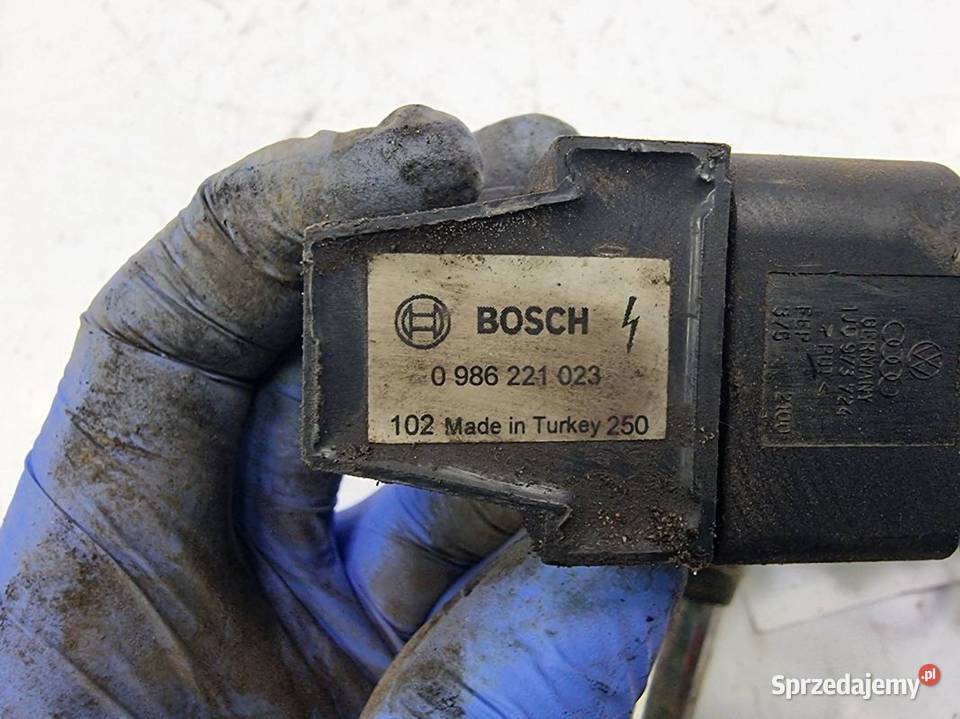 BOSCH
0 986 221 023
102 Made in Turkey 250
GERMANY
1J0 973 724
Sprzedajemy.pl